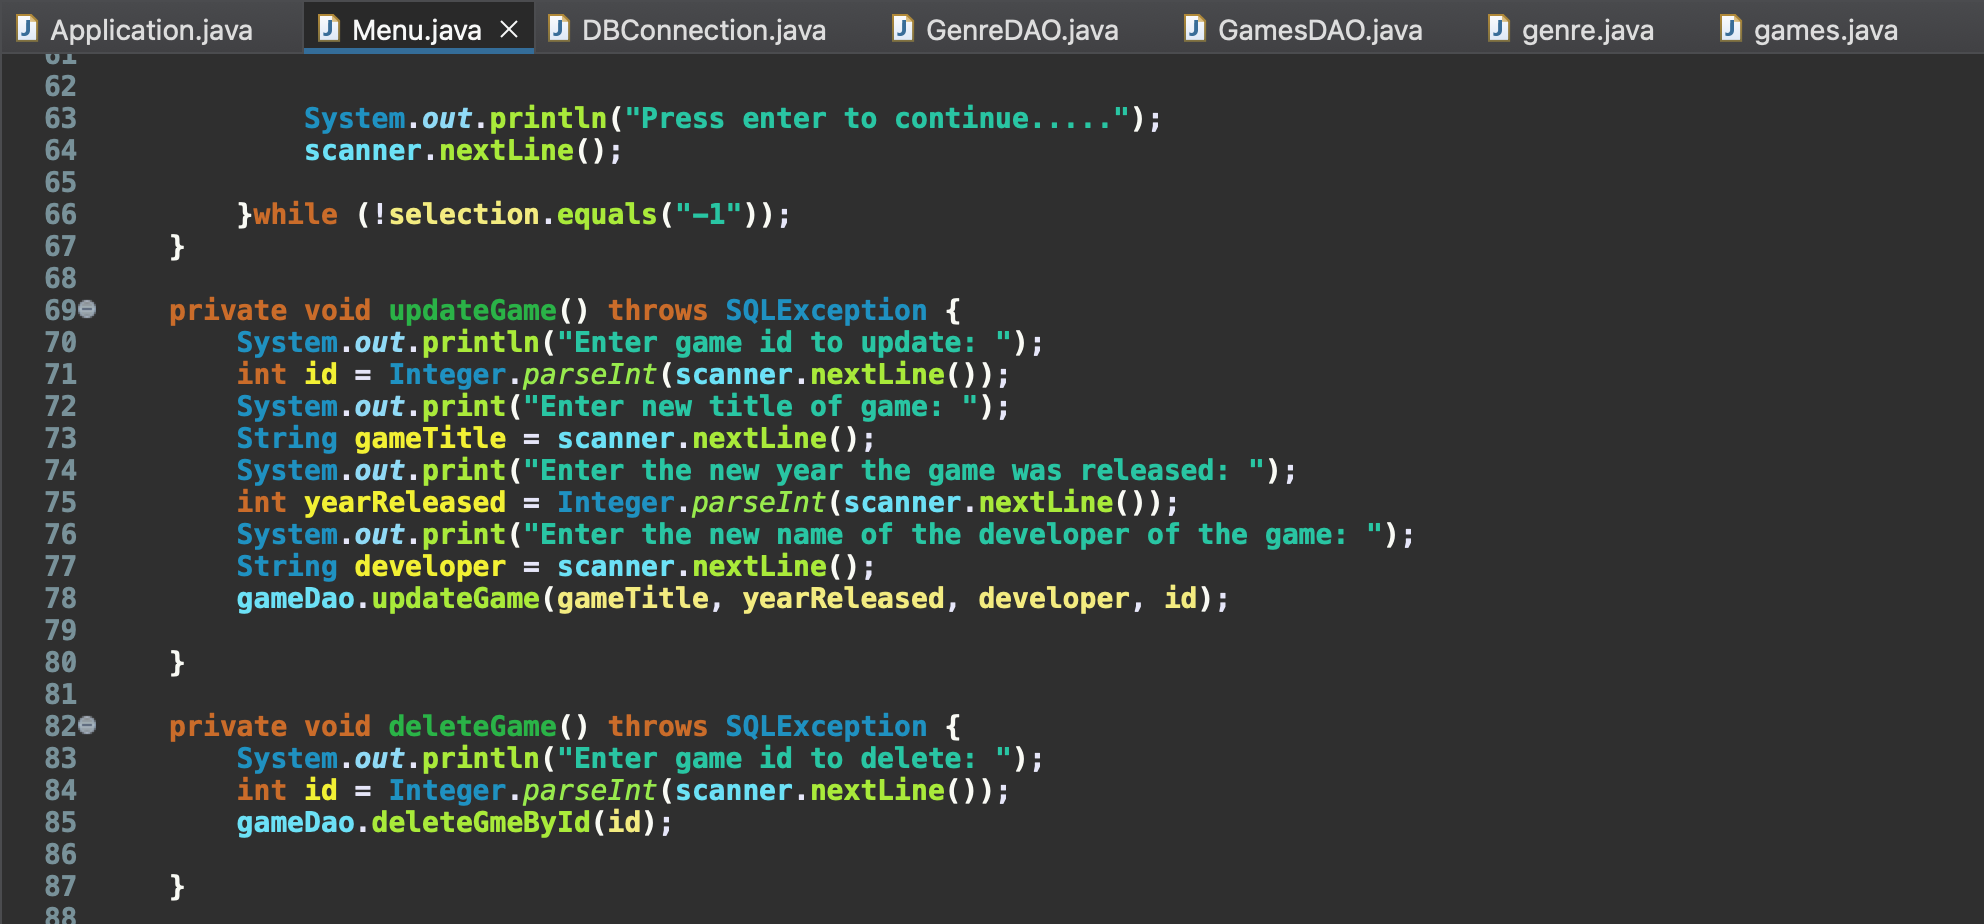 Application.java Menu.java DBConnection.java GenreDAO.java GamesDAO.java genre.java games.java
61
62
63 System.out.println("Press enter to continue.....");
64 scanner.nextLine();
65
66 }while (!selection.equals("-1"));
67 }
68
69 private void updateGame() throws SQLException {
70 System.out.println("Enter game id to update: ");
71 int id = Integer.parseInt(scanner.nextLine());
72 System.out.print("Enter new title of game: ");
73 String gameTitle = scanner.nextLine();
74 System.out.print("Enter the new year the game was released: ");
75 int yearReleased = Integer.parseInt(scanner.nextLine());
76 System.out.print("Enter the new name of the developer of the game: ");
77 String developer = scanner.nextLine();
78 gameDao.updateGame(gameTitle, yearReleased, developer, id);
79
80 }
81
82 private void deleteGame() throws SQLException {
83 System.out.println("Enter game id to delete: ");
84 int id = Integer.parseInt(scanner.nextLine());
85 gameDao.deleteGmeById(id);
86
87 }
88